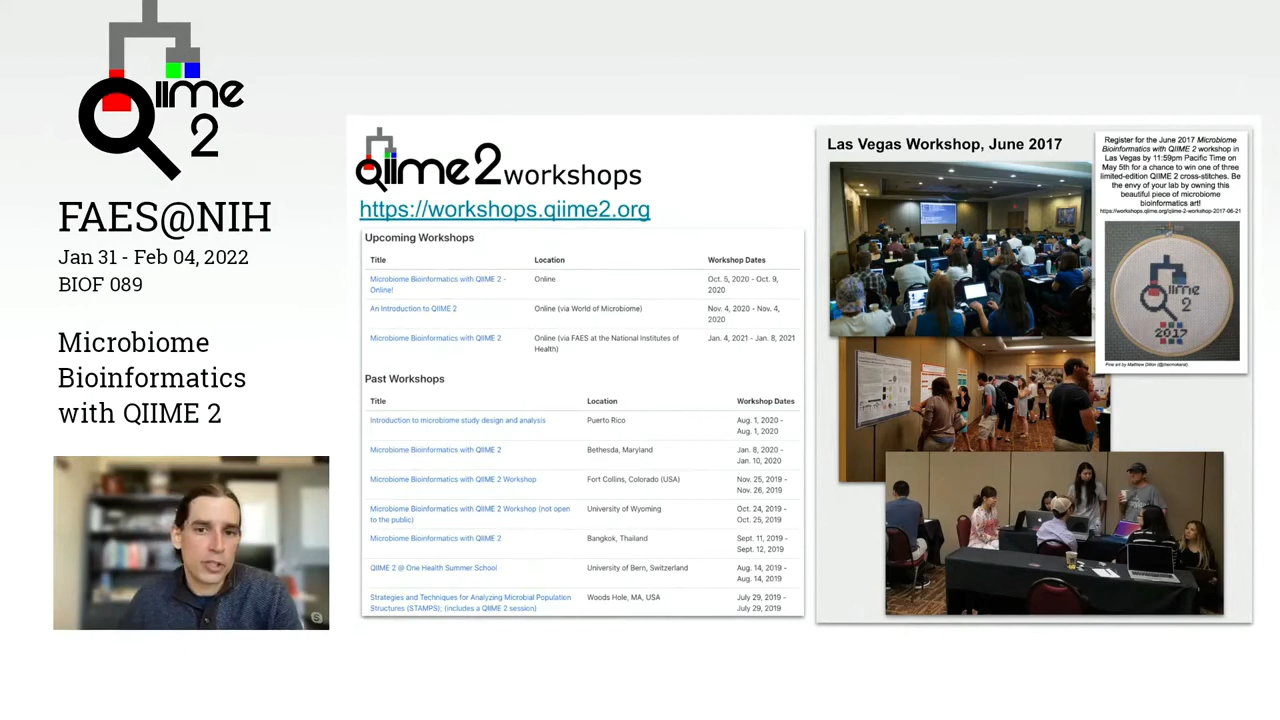 Qiime
2
FAES@NIH
Jan 31 - Feb 04, 2022
BIOF 089
Microbiome
Bioinformatics
with QIIME 2
qiime2workshops
https://workshops.qiime2.org
Upcoming Workshops
Title Location Workshop Dates
Microbiome Bioinformatics with QIIME 2 - Online Oct. 5, 2020 - Oct. 9,
Online! 2020
An Introduction to QIIME 2 Online (via World of Microbiome) Nov. 4, 2020 - Nov. 4,
2020
Microbiome Bioinformatics with QIIME 2 Online (via FAES at the National Institutes of Jan. 4, 2021 - Jan. 8, 2021
Health)
Past Workshops
Title Location Workshop Dates
Introduction to microbiome study design and analysis Puerto Rico Aug. 1, 2020 -
Aug. 1, 2020
Microbiome Bioinformatics with QIIME 2 Bethesda, Maryland Jan. 8, 2020 -
Jan. 10, 2020
Microbiome Bioinformatics with QIIME 2 Workshop Fort Collins, Colorado (USA) Nov. 25, 2019 -
Nov. 26, 2019
Microbiome Bioinformatics with QIIME 2 Workshop (not open University of Wyoming Oct. 24, 2019 -
to the public) Oct. 25, 2019
Microbiome Bioinformatics with QIIME 2 Bangkok, Thailand Sept. 11, 2019 -
Sept. 12, 2019
QIIME 2 @ One Health Summer School University of Bern, Switzerland Aug. 14, 2019 -
Aug. 14, 2019
Strategies and Techniques for Analyzing Microbial Population Woods Hole, MA, USA July 29, 2019 -
Structures (STAMPS); (includes a QIIME 2 session) July 29, 2019
Las Vegas Workshop, June 2017
Register for the June 2017 Microbiome
Bioinformatics with QIIME 2 workshop in
Las Vegas by 11:59pm Pacific Time on
May 5th for a chance to win one of three
limited-edition QIIME 2 cross-stitches. Be
the envy of your lab by owning this
beautiful piece of microbiome
bioinformatics art!
https://workshops.qiime.org/qiime-2-workshop-2017-06-21
Qiime
2
2017